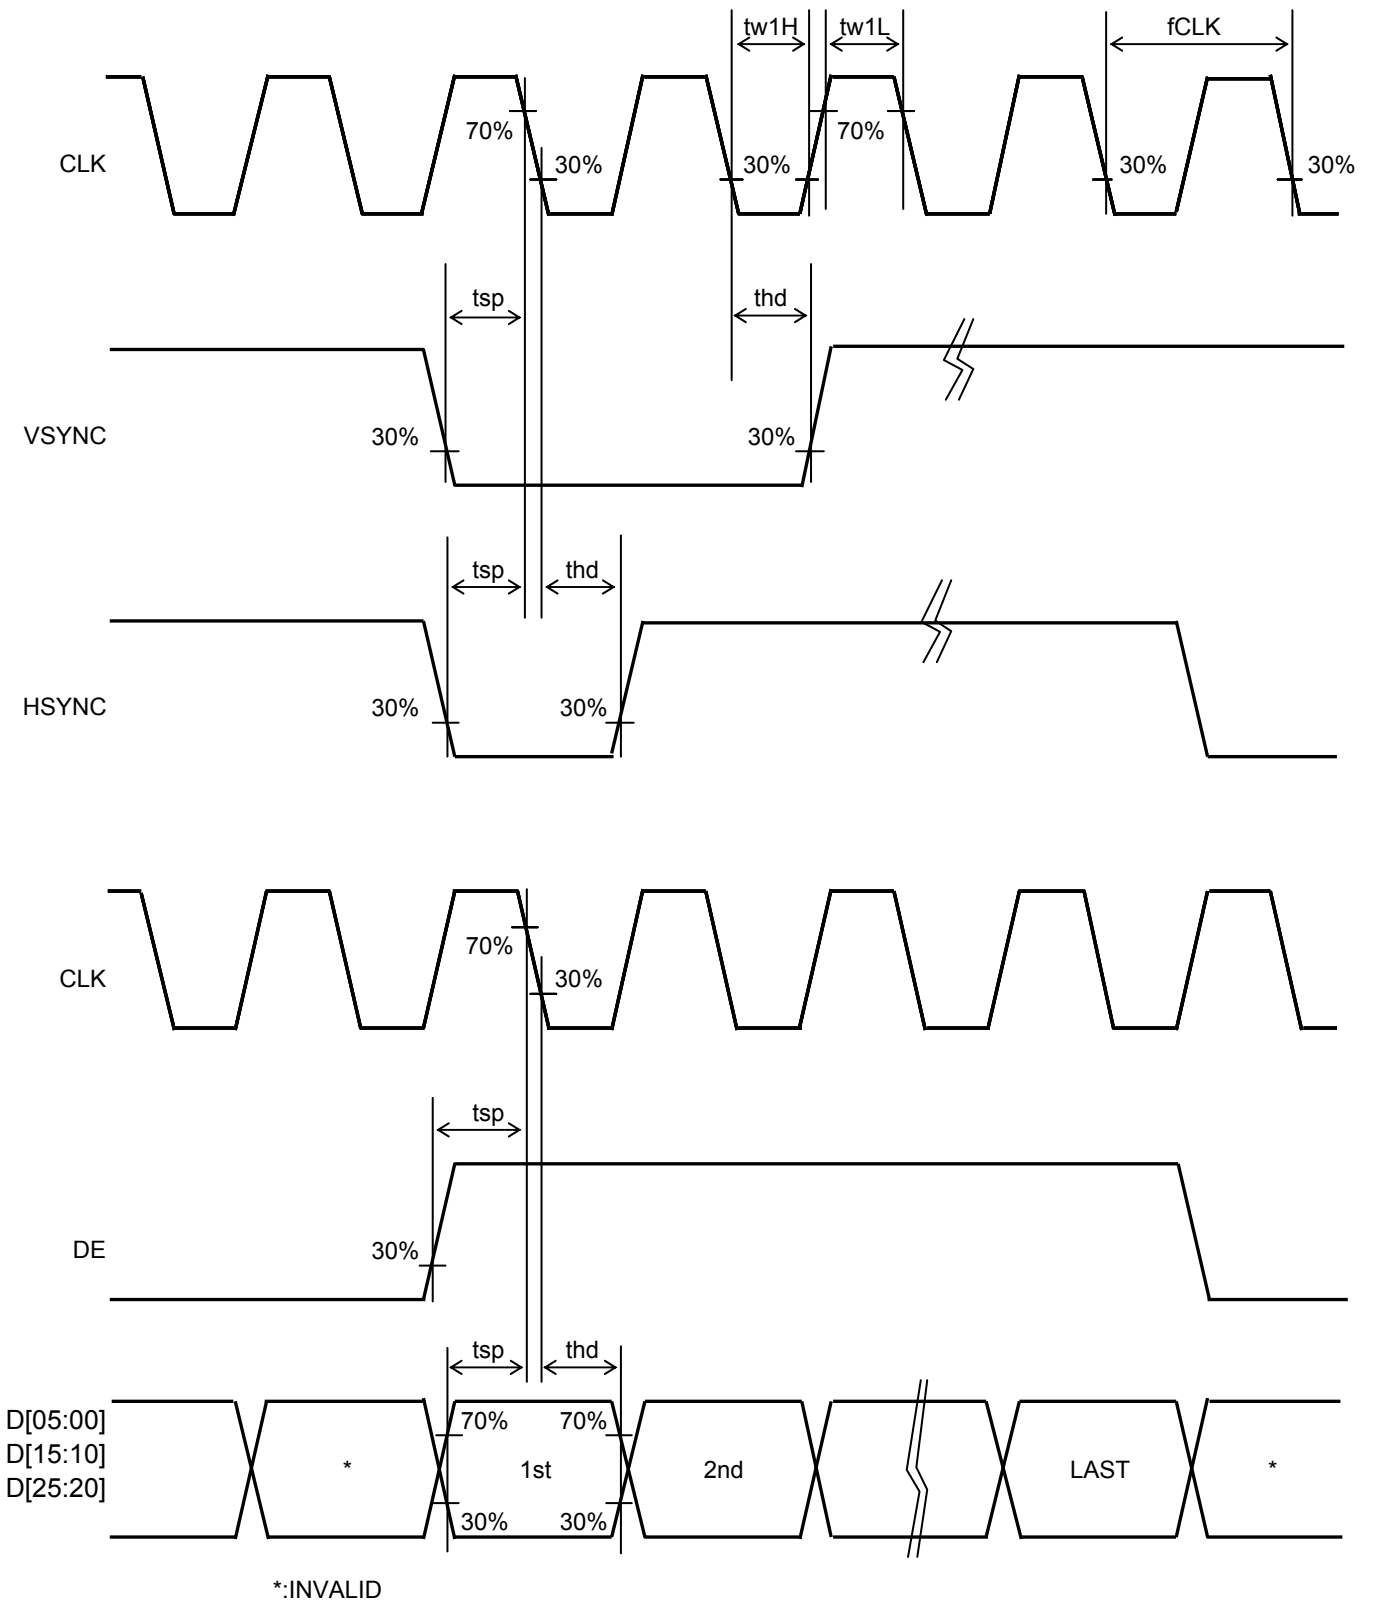 tw1H tw1L fCLK
70% 70%
CLK 30% 30% 30% 30%
tsp thd
VSYNC 30% 30%
tsp thd
HSYNC 30% 30%
70%
CLK 30%
tsp
DE 30%
tsp thd
D[05:00] 70% 70%
D[15:10] * 1st 2nd LAST *
D[25:20]
30% 30%
*:INVALID